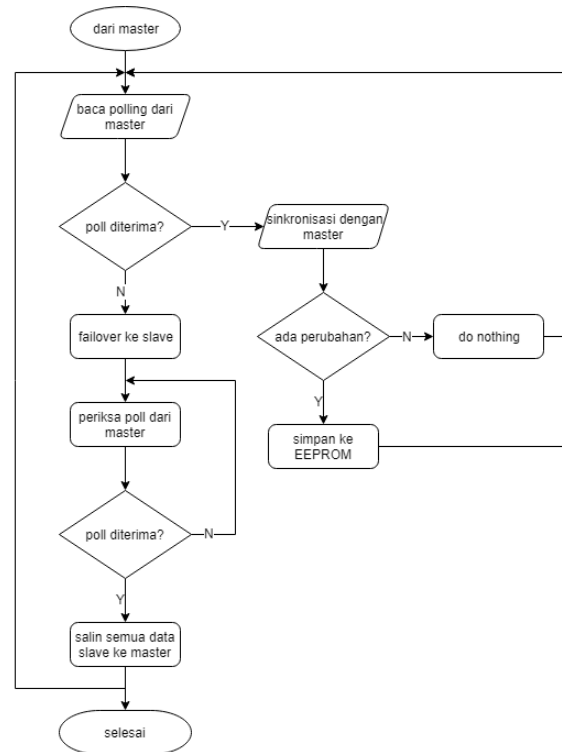 dari master
baca polling dari
master
poll diterima?
Y
sinkronisasi dengan
master
N
failover ke slave
ada perubahan?
N
do nothing
Y
simpan ke
EEPROM
periksa poll dari
master
poll diterima?
N
Y
salin semua data
slave ke master
selesai